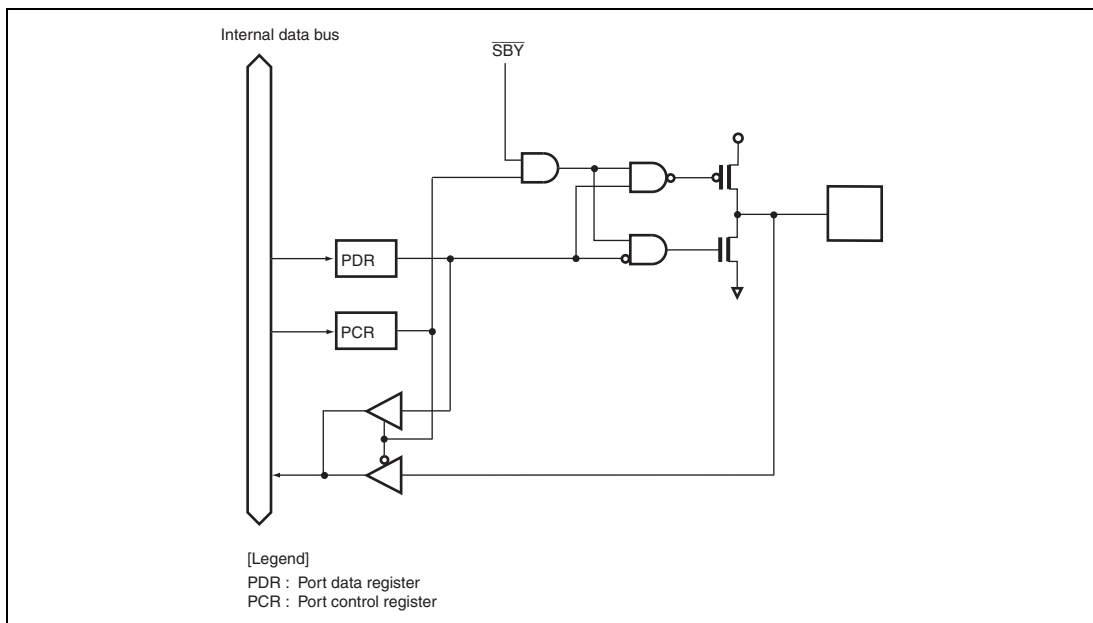 Internal data bus
SBY
PDR
PCR
[Legend]
PDR : Port data register
PCR : Port control register